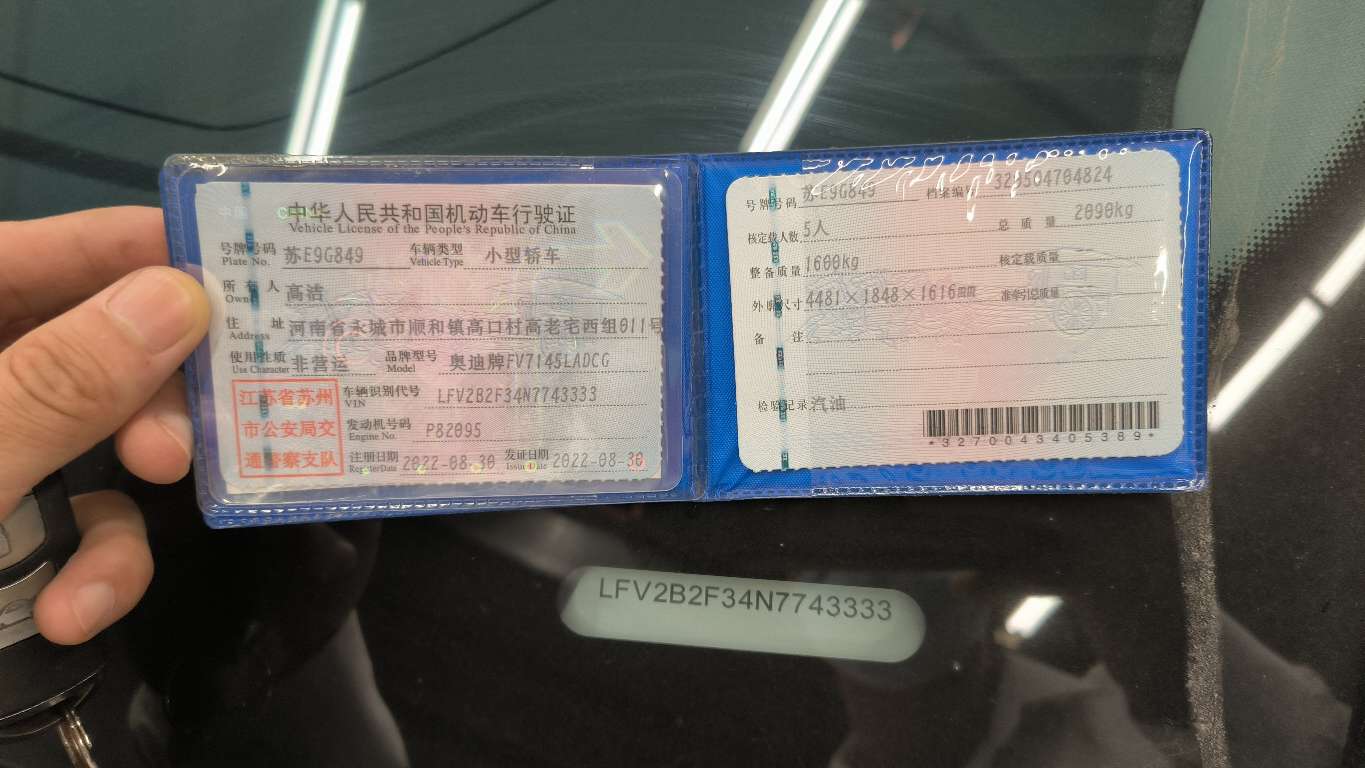 中华人民共和国机动车行驶证
Vehicle License of the People's Republic of China
号牌号码 苏E9G849 车辆类型 小型轿车
Plate No. Vehicle Type
所有人 高洁
Owner
住址 河南省永城市顺和镇高口村高老宅西组011号
Address
使用性质 非营运 品牌型号 奥迪牌FV7145LADCG
Use Character Model
江苏省苏州
市公安局交
通警察支队
车辆识别代号 LFV2B2F34N7743333
VIN
发动机号码 P82095
Engine No.
注册日期 2022-08-30 发证日期 2022-08-30
Register Date Issue Date
号牌号码 苏E9G849 档案编号 320504704824
核定载人数 5人 总质量 2090kg
整备质量 1600kg 核定载质量
外廓尺寸 4481×1848×1616mm 准牵引总质量
备注
检验记录 汽油
*3270043405389*
LFV2B2F34N7743333